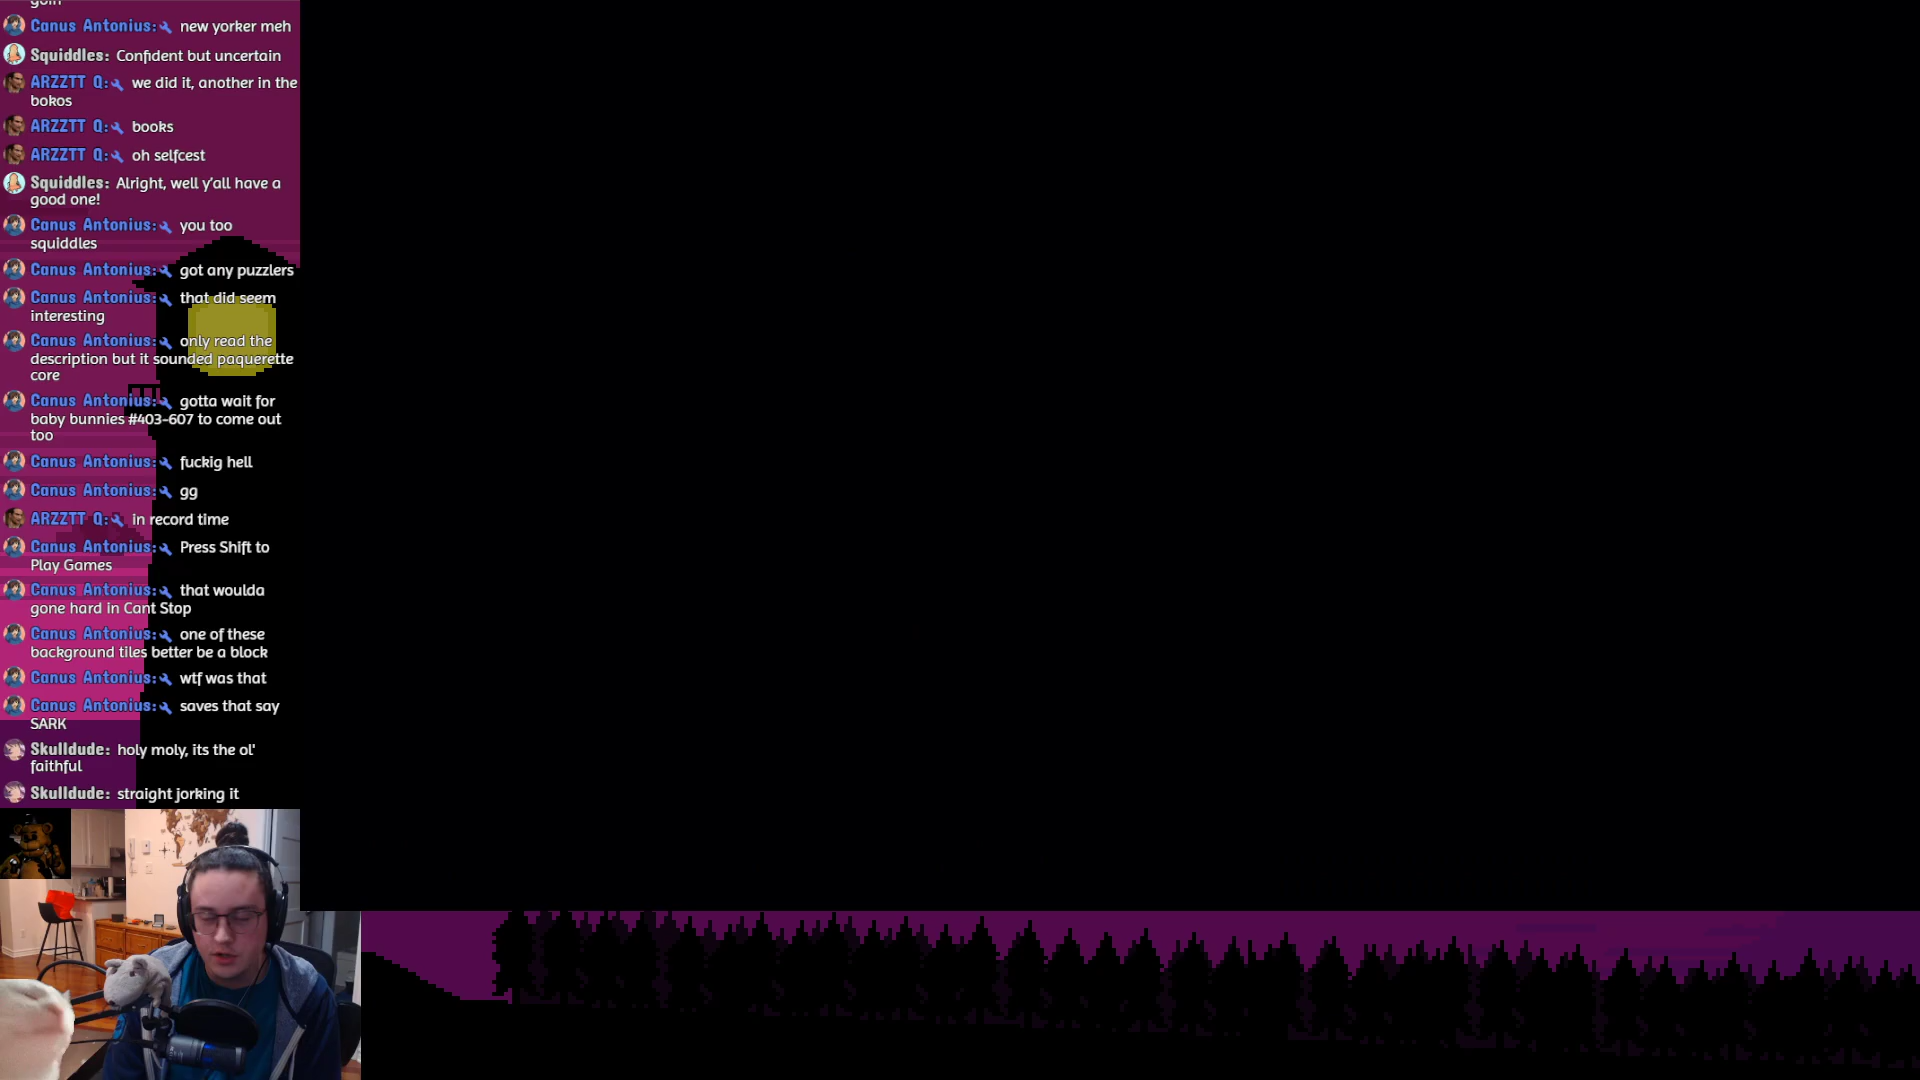 Canus Antonius: new yorker meh
Squiddles: Confident but uncertain
ARZZTT Q: we did it, another in the
bokos
ARZZTT Q: books
ARZZTT Q: oh selfcest
Squiddles: Alright, well y'all have a
good one!
Canus Antonius: you too
squiddles
Canus Antonius: got any puzzlers
Canus Antonius: that did seem
interesting
Canus Antonius: only read the
description but it sounded paquerette
core
Canus Antonius: gotta wait for
baby bunnies #403-607 to come out
too
Canus Antonius: fuckig hell
Canus Antonius: gg
ARZZTT Q: in record time
Canus Antonius: Press Shift to
Play Games
Canus Antonius: that woulda
gone hard in Cant Stop
Canus Antonius: one of these
background tiles better be a block
Canus Antonius: wtf was that
Canus Antonius: saves that say
SARK
Skulldude: holy moly, its the ol'
faithful
Skulldude: straight jorking it